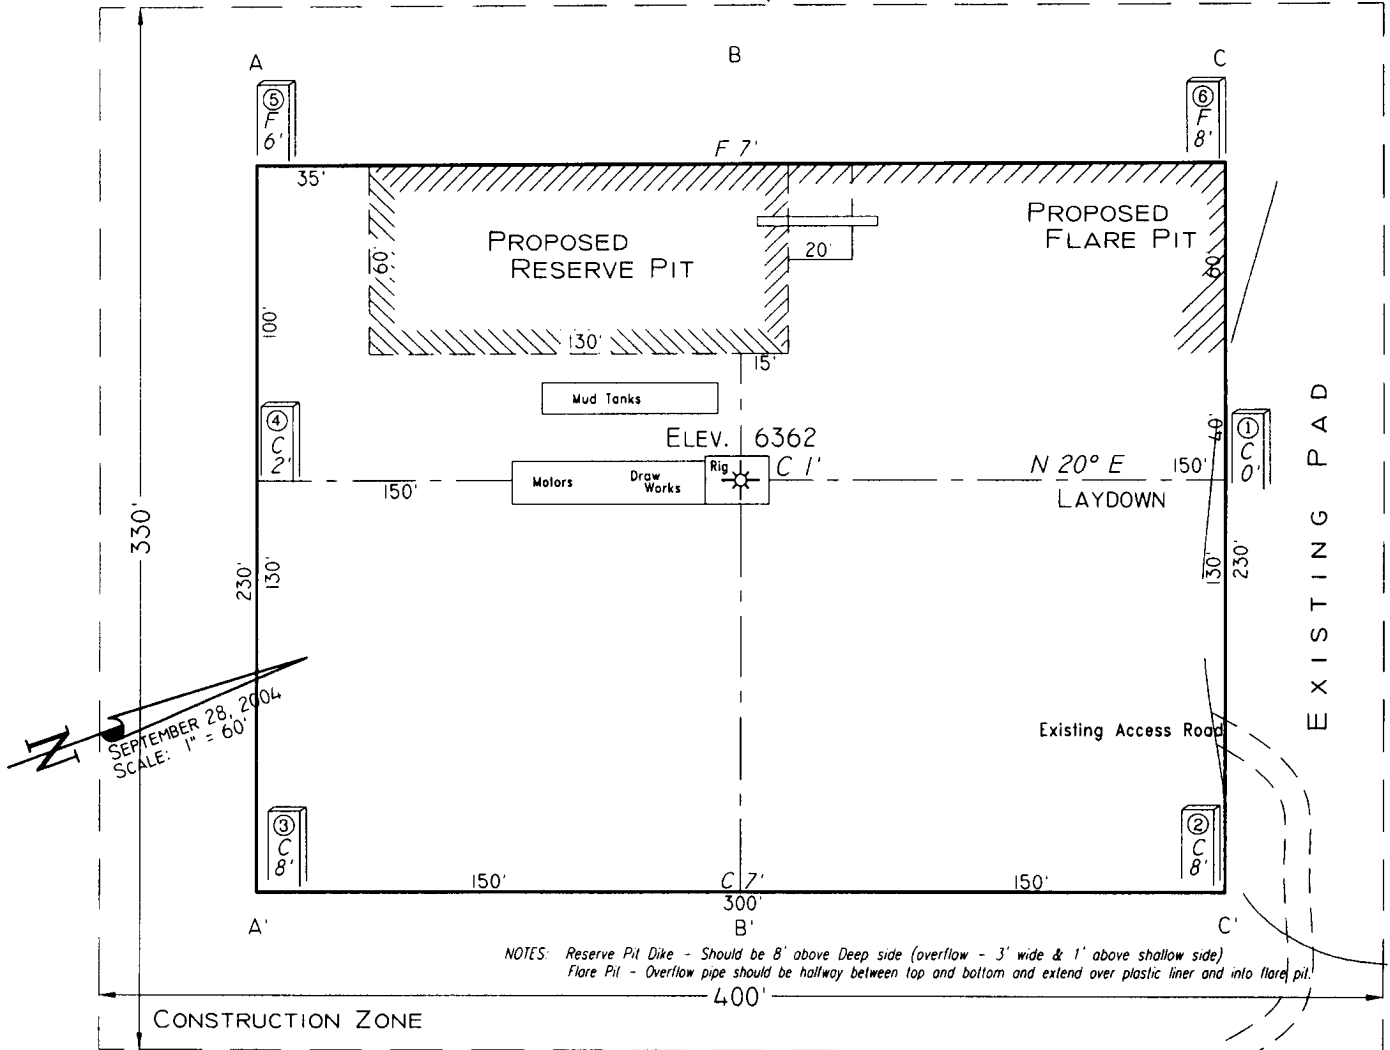 A
B
C
⑤
F
6'
⑥
F
8'
F 7'
35'
PROPOSED
RESERVE PIT
PROPOSED
FLARE PIT
60'
20'
60'
100'
130'
15'
Mud Tanks
④
C
2'
ELEV. 6362
Rig
C 1'
Motors
Draw
Works
150'
N 20° E
150'
LAYDOWN
40'
①
C
0'
EXISTING PAD
330'
230'
130'
130'
230'
N
SEPTEMBER 28, 2004
SCALE: 1" = 60'
Existing Access Road
③
C
8'
②
C
8'
150'
C 7'
150'
300'
A'
B'
C'
NOTES: Reserve Pit Dike - Should be 8' above Deep side (overflow - 3' wide & 1' above shallow side)
Flare Pit - Overflow pipe should be halfway between top and bottom and extend over plastic liner and into flare pit.
400'
CONSTRUCTION ZONE